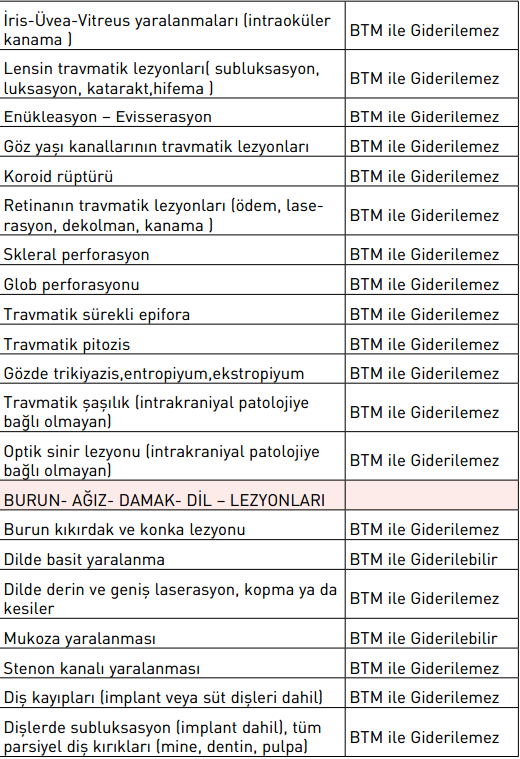 İris-Üvea-Vitreus yaralanmaları (intraoküler
kanama )
BTM ile Giderilemez
Lensin travmatik lezyonları( subluksasyon,
luksasyon, katarakt,hifema )
BTM ile Giderilemez
Enükleasyon – Evisserasyon
BTM ile Giderilemez
Göz yaşı kanallarının travmatik lezyonları
BTM ile Giderilemez
Koroid rüptürü
BTM ile Giderilemez
Retinanın travmatik lezyonları (ödem, lase-
rasyon, dekolman, kanama )
BTM ile Giderilemez
Skleral perforasyon
BTM ile Giderilemez
Glob perforasyonu
BTM ile Giderilemez
Travmatik sürekli epifora
BTM ile Giderilemez
Travmatik pitozis
BTM ile Giderilemez
Gözde trikiyazis,entropiyum,ekstropiyum
BTM ile Giderilemez
Travmatik şaşılık (intrakraniyal patolojiye
bağlı olmayan)
BTM ile Giderilemez
Optik sinir lezyonu (intrakraniyal patolojiye
bağlı olmayan)
BTM ile Giderilemez
BURUN- AĞIZ- DAMAK- DİL – LEZYONLARI
Burun kıkırdak ve konka lezyonu
BTM ile Giderilemez
Dilde basit yaralanma
BTM ile Giderilebilir
Dilde derin ve geniş laserasyon, kopma ya da
kesiler
BTM ile Giderilemez
Mukoza yaralanması
BTM ile Giderilebilir
Stenon kanalı yaralanması
BTM ile Giderilemez
Diş kayıpları (implant veya süt dişleri dahil)
BTM ile Giderilemez
Dişlerde subluksasyon (implant dahil), tüm
parsiyel diş kırıkları (mine, dentin, pulpa)
BTM ile Giderilemez